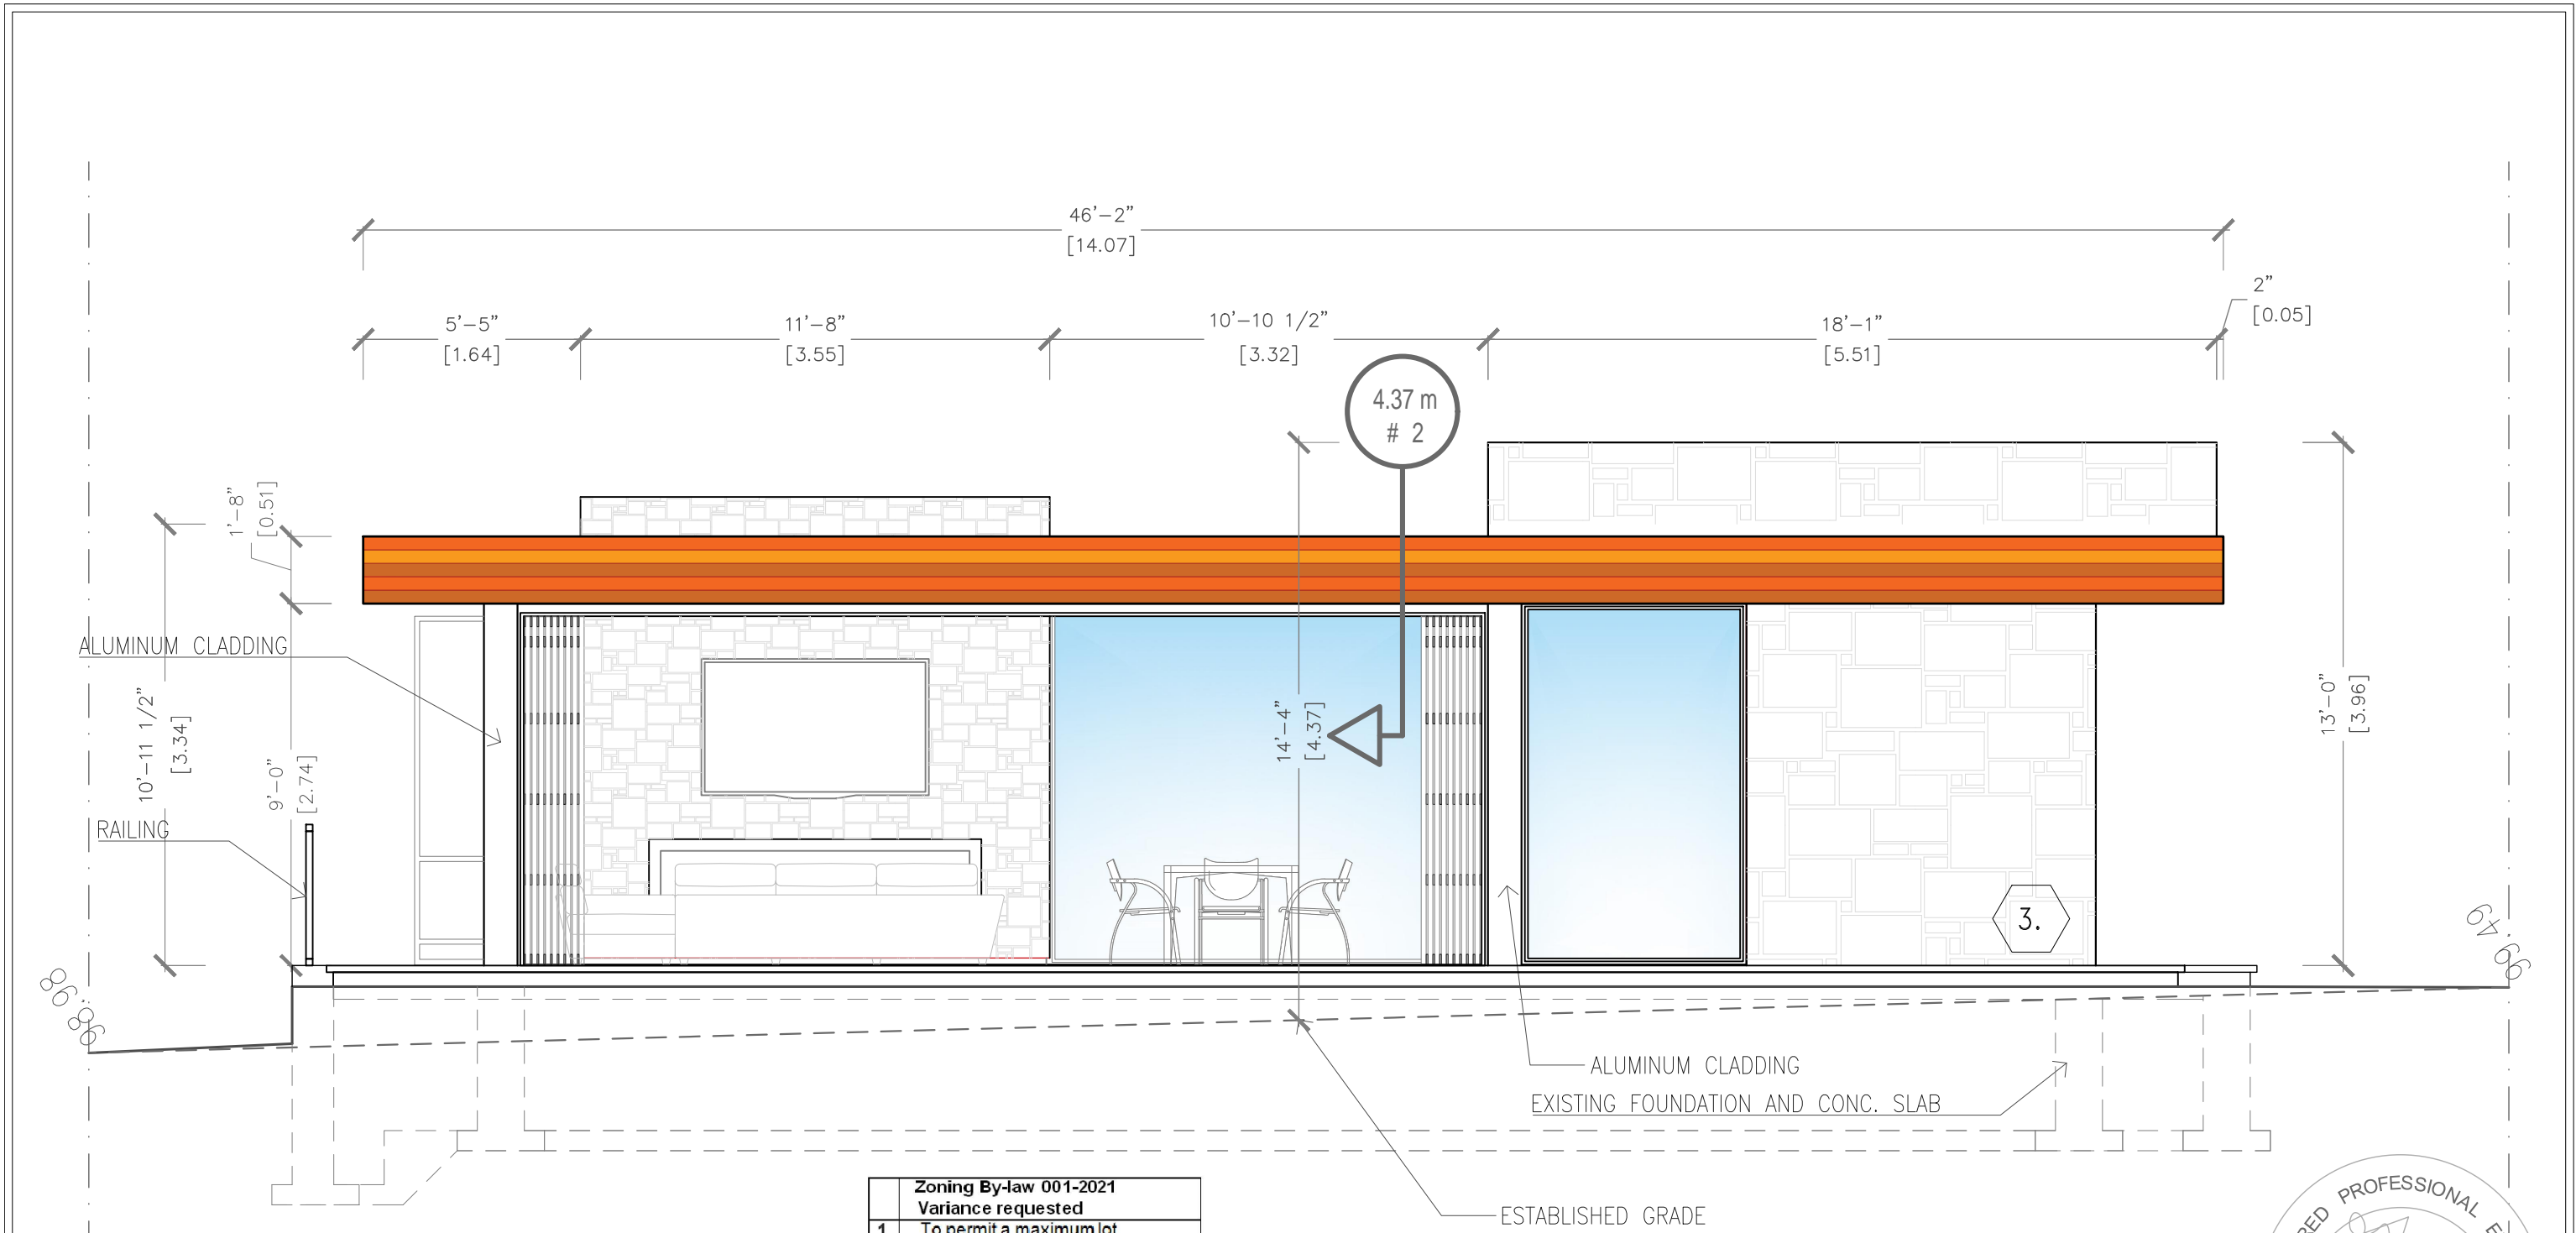 46'-2"
[14.07]
2"
[0.05]
5'-5"
[1.64]
11'-8"
[3.55]
10'-10 1/2"
[3.32]
18'-1"
[5.51]
4.37 m
# 2
1'-8"
[0.51]
ALUMINUM CLADDING
10'-11 1/2"
[3.34]
9'-0"
[2.74]
14'-4"
[4.37]
13'-0"
[3.96]
RAILING
3.
98.98
99.49
ALUMINUM CLADDING
EXISTING FOUNDATION AND CONC. SLAB
Zoning By-law 001-2021
Variance requested
1 To permit a maximum lot
ESTABLISHED GRADE
PROFESSIONAL